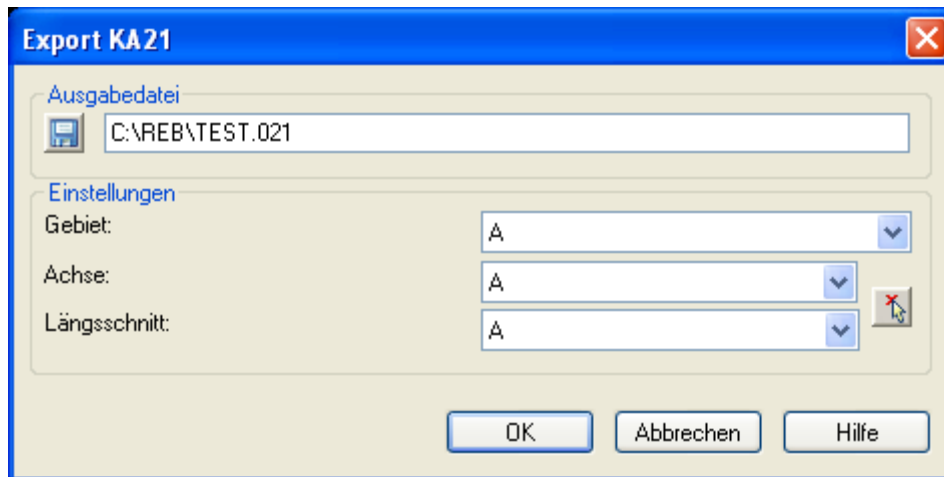 Export KA21
Ausgabedatei
C:\REB\TEST.021
Einstellungen
Gebiet:
A
Achse:
A
Längsschnitt:
A
OK
Abbrechen
Hilfe